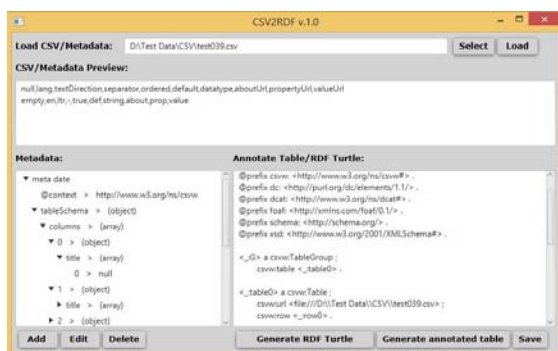 CSV2RDF v.1.0
Load CSV/Metadata: D:\Test Data\CSV\test039.csv Select Load
CSV/Metadata Preview:
null,lang,textDirection,separator,ordered,default,datatype,aboutUrl,propertyUrl,valueUrl
empty,en,ltr,-,true,def,string,about,prop,value
Metadata:
▼ meta date
@context > http://www.w3.org/ns/csvw
▼ tableSchema > (object)
▼ columns > (array)
▼ 0 > (object)
▼ title > (array)
0 > null
▼ 1 > (object)
▶ title > (array)
▶ 2 > (object)
Add Edit Delete
Annotate Table/RDF Turtle:
@prefix csvw: <http://www.w3.org/ns/csvw#> .
@prefix dc: <http://purl.org/dc/elements/1.1/> .
@prefix dcat: <http://www.w3.org/ns/dcat#> .
@prefix foaf: <http://xmlns.com/foaf/0.1/> .
@prefix schema: <http://schema.org/> .
@prefix xsd: <http://www.w3.org/2001/XMLSchema#> .
<_:G> a csvw:TableGroup ;
csvw:table <_:table0> .
<_:table0> a csvw:Table ;
csvw:url <file:///D:\\Test Data\\CSV\\test039.csv> ;
csvw:row <_:row0> .
Generate RDF Turtle Generate annotated table Save